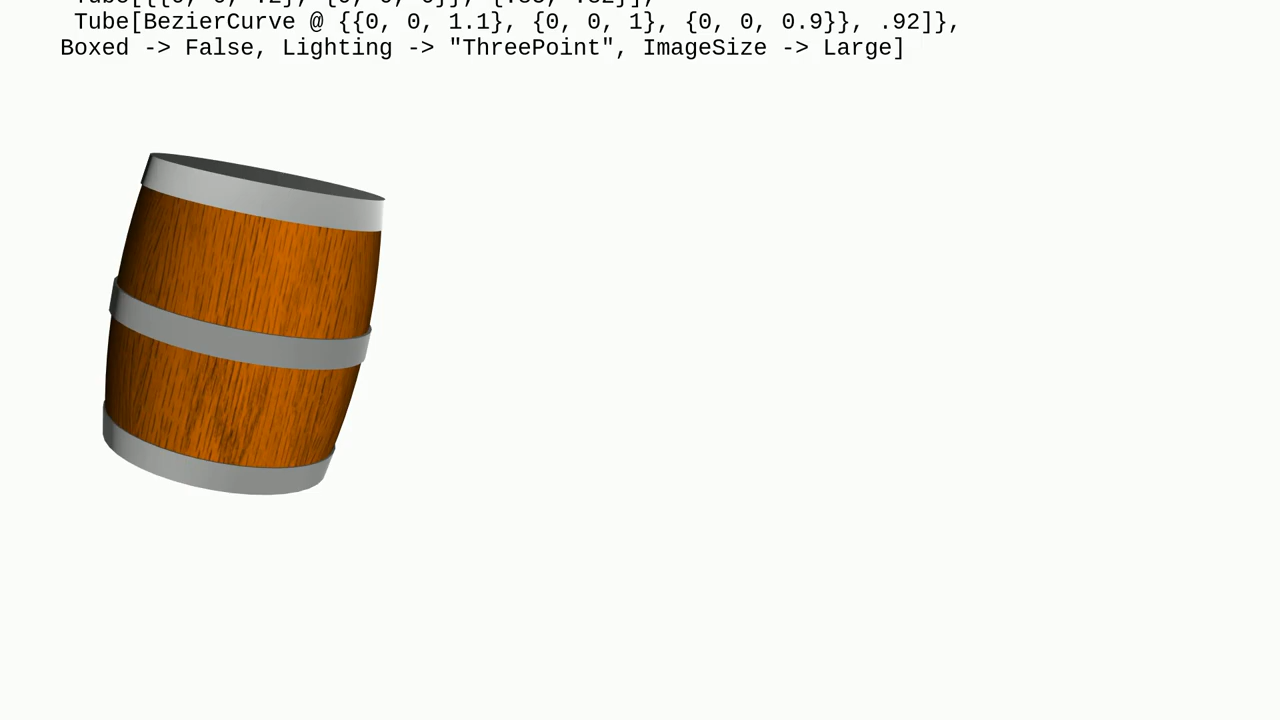 Tube[BezierCurve @ {{0, 0, 1.1}, {0, 0, 1}, {0, 0, 0.9}}, .92]},
Boxed -> False, Lighting -> "ThreePoint", ImageSize -> Large]